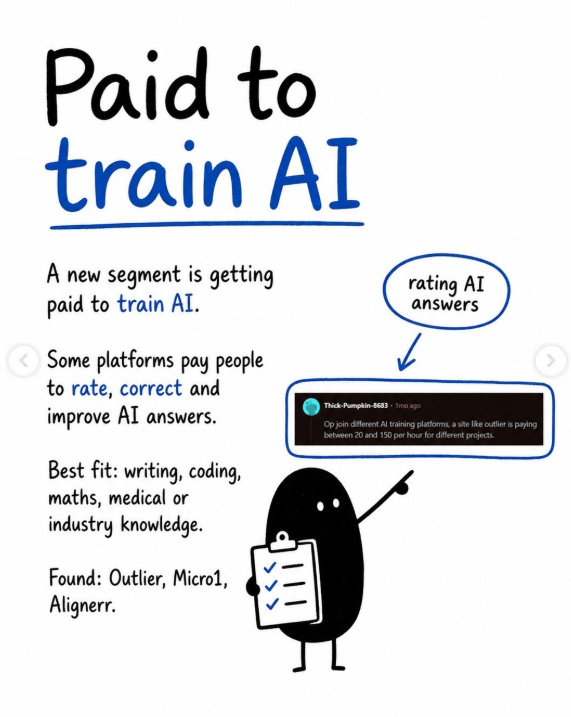 Paid to
train AI
A new segment is getting
paid to train AI.
Some platforms pay people
to rate, correct and
improve AI answers.
Best fit: writing, coding,
maths, medical or
industry knowledge.
Found: Outlier, Micro1,
Alignerr.
rating AI
answers
Thick-Pumpkin-8683 • 1mo ago
Op join different AI training platforms, a site like outlier is paying
between 20 and 150 per hour for different projects.